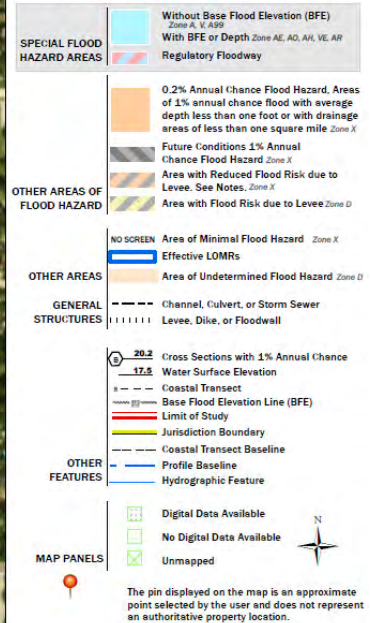 SPECIAL FLOOD
HAZARD AREAS
Without Base Flood Elevation (BFE)
Zone A, V, A99
With BFE or Depth Zone AE, AO, AH, VE, AR
Regulatory Floodway
OTHER AREAS OF
FLOOD HAZARD
0.2% Annual Chance Flood Hazard, Areas
of 1% annual chance flood with average
depth less than one foot or with drainage
areas of less than one square mile Zone X
Future Conditions 1% Annual
Chance Flood Hazard Zone X
Area with Reduced Flood Risk due to
Levee. See Notes. Zone X
Area with Flood Risk due to Levee Zone D
OTHER AREAS
NO SCREEN Area of Minimal Flood Hazard Zone X
Effective LOMRs
Area of Undetermined Flood Hazard Zone D
GENERAL
STRUCTURES
Channel, Culvert, or Storm Sewer
Levee, Dike, or Floodwall
OTHER
FEATURES
B 20.2 Cross Sections with 1% Annual Chance
17.5 Water Surface Elevation
8 Coastal Transect
Base Flood Elevation Line (BFE)
Limit of Study
Jurisdiction Boundary
Coastal Transect Baseline
Profile Baseline
Hydrographic Feature
MAP PANELS
Digital Data Available
No Digital Data Available
Unmapped
N
The pin displayed on the map is an approximate
point selected by the user and does not represent
an authoritative property location.